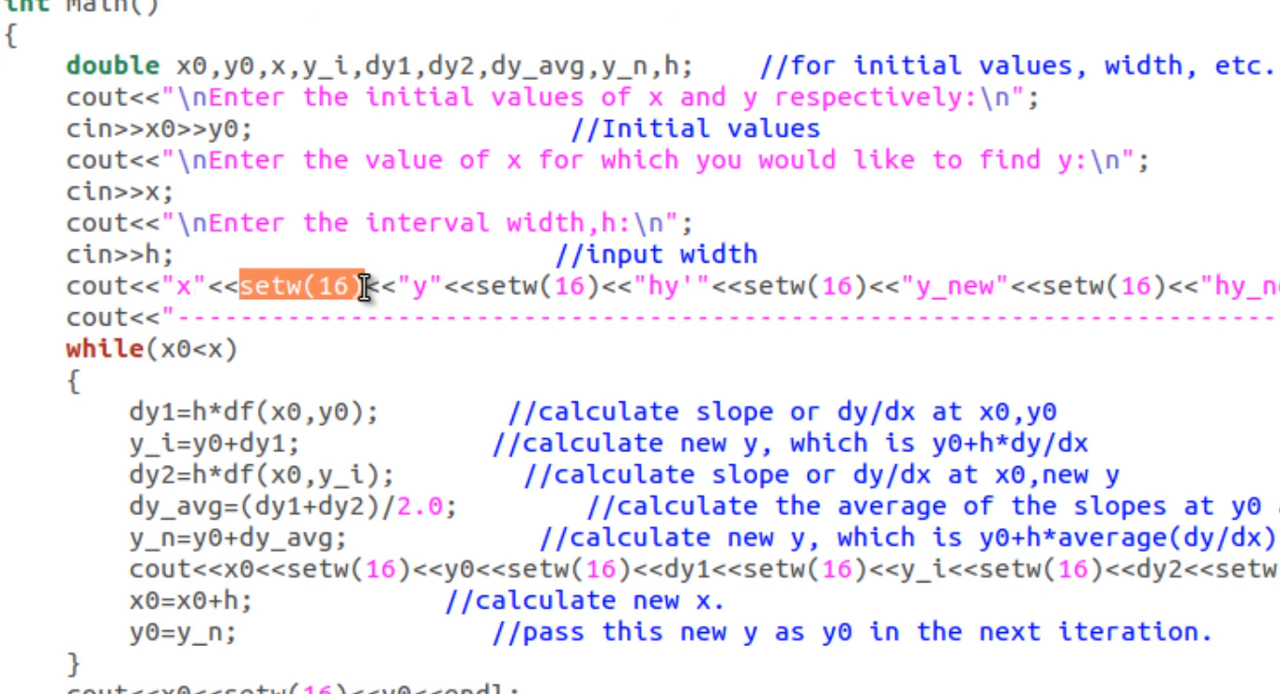 int main()
{
    double x0,y0,x,y_i,dy1,dy2,dy_avg,y_n,h;    //for initial values, width, etc.
    cout<<"\nEnter the initial values of x and y respectively:\n";
    cin>>x0>>y0;                    //Initial values
    cout<<"\nEnter the value of x for which you would like to find y:\n";
    cin>>x;
    cout<<"\nEnter the interval width,h:\n";
    cin>>h;                        //input width
    cout<<"x"<<setw(16)<<"y"<<setw(16)<<"hy'"<<setw(16)<<"y_new"<<setw(16)<<"hy_n
    cout<<"----------------------------------------------------------------------
    while(x0<x)
    {
        dy1=h*df(x0,y0);        //calculate slope or dy/dx at x0,y0
        y_i=y0+dy1;            //calculate new y, which is y0+h*dy/dx
        dy2=h*df(x0,y_i);        //calculate slope or dy/dx at x0,new y
        dy_avg=(dy1+dy2)/2.0;        //calculate the average of the slopes at y0
        y_n=y0+dy_avg;            //calculate new y, which is y0+h*average(dy/dx)
        cout<<x0<<setw(16)<<y0<<setw(16)<<dy1<<setw(16)<<y_i<<setw(16)<<dy2<<setw
        x0=x0+h;            //calculate new x.
        y0=y_n;                //pass this new y as y0 in the next iteration.
    }
    cout<<x0<<setw(16)<<y0<<endl;